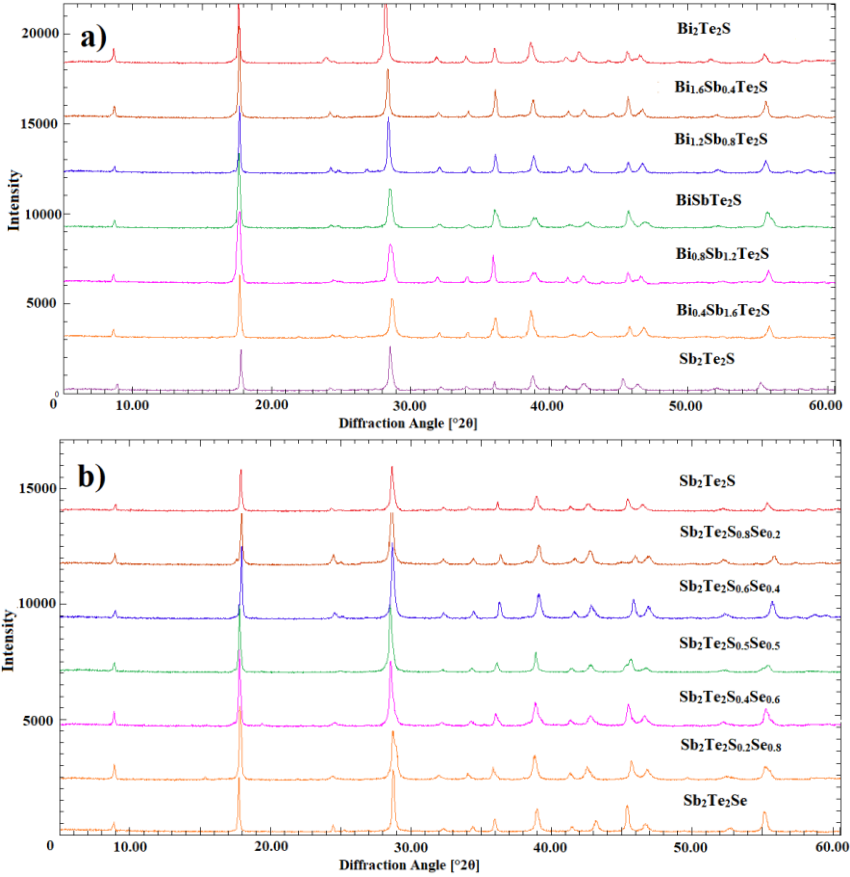 a)
Bi₂Te₂S
Bi₁.₆Sb₀.₄Te₂S
Bi₁.₂Sb₀.₈Te₂S
BiSbTe₂S
Bi₀.₈Sb₁.₂Te₂S
Bi₀.₄Sb₁.₆Te₂S
Sb₂Te₂S
20000
15000
10000
5000
0
Intensity
0 10.00 20.00 30.00 40.00 50.00 60.00
Diffraction Angle [°2θ]
b)
Sb₂Te₂S
Sb₂Te₂S₀.₈Se₀.₂
Sb₂Te₂S₀.₆Se₀.₄
Sb₂Te₂S₀.₅Se₀.₅
Sb₂Te₂S₀.₄Se₀.₆
Sb₂Te₂S₀.₂Se₀.₈
Sb₂Te₂Se
15000
10000
5000
0
Intensity
10.00 20.00 30.00 40.00 50.00 60.00
Diffraction Angle [°2θ]